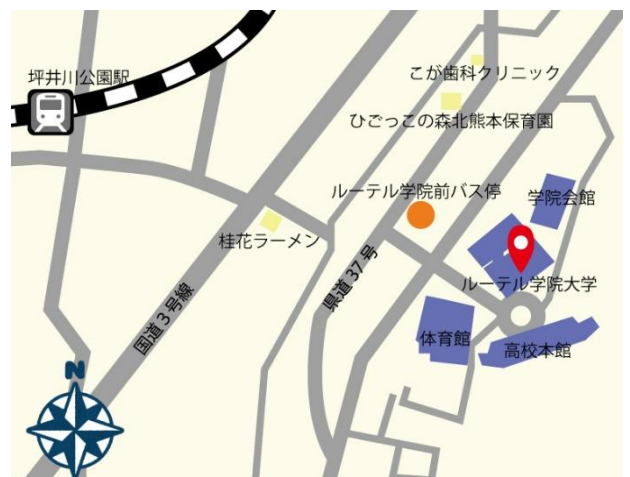 坪井川公園駅
こが歯科クリニック
ひごっこの森北熊本保育園
ルーテル学院前バス停
学院会館
桂花ラーメン
県道37号
ルーテル学院大学
国道3号線
体育館
高校本館
N